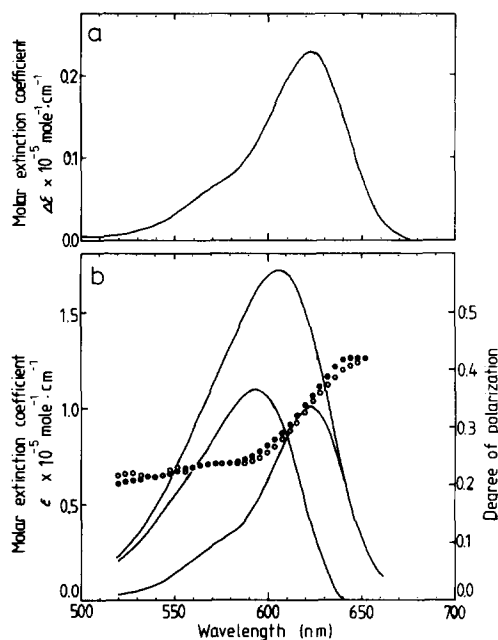 a
Molar extinction coefficient
Δε × 10⁻⁵ mole⁻¹·cm⁻¹
0.2
0.1
0.0
b
Molar extinction coefficient
ε × 10⁻⁵ mole⁻¹·cm⁻¹
1.5
1.0
0.5
0.0
0.5
0.4
0.3
0.2
0.1
0.0
Degree of polarization
500 550 600 650 700
Wavelength (nm)